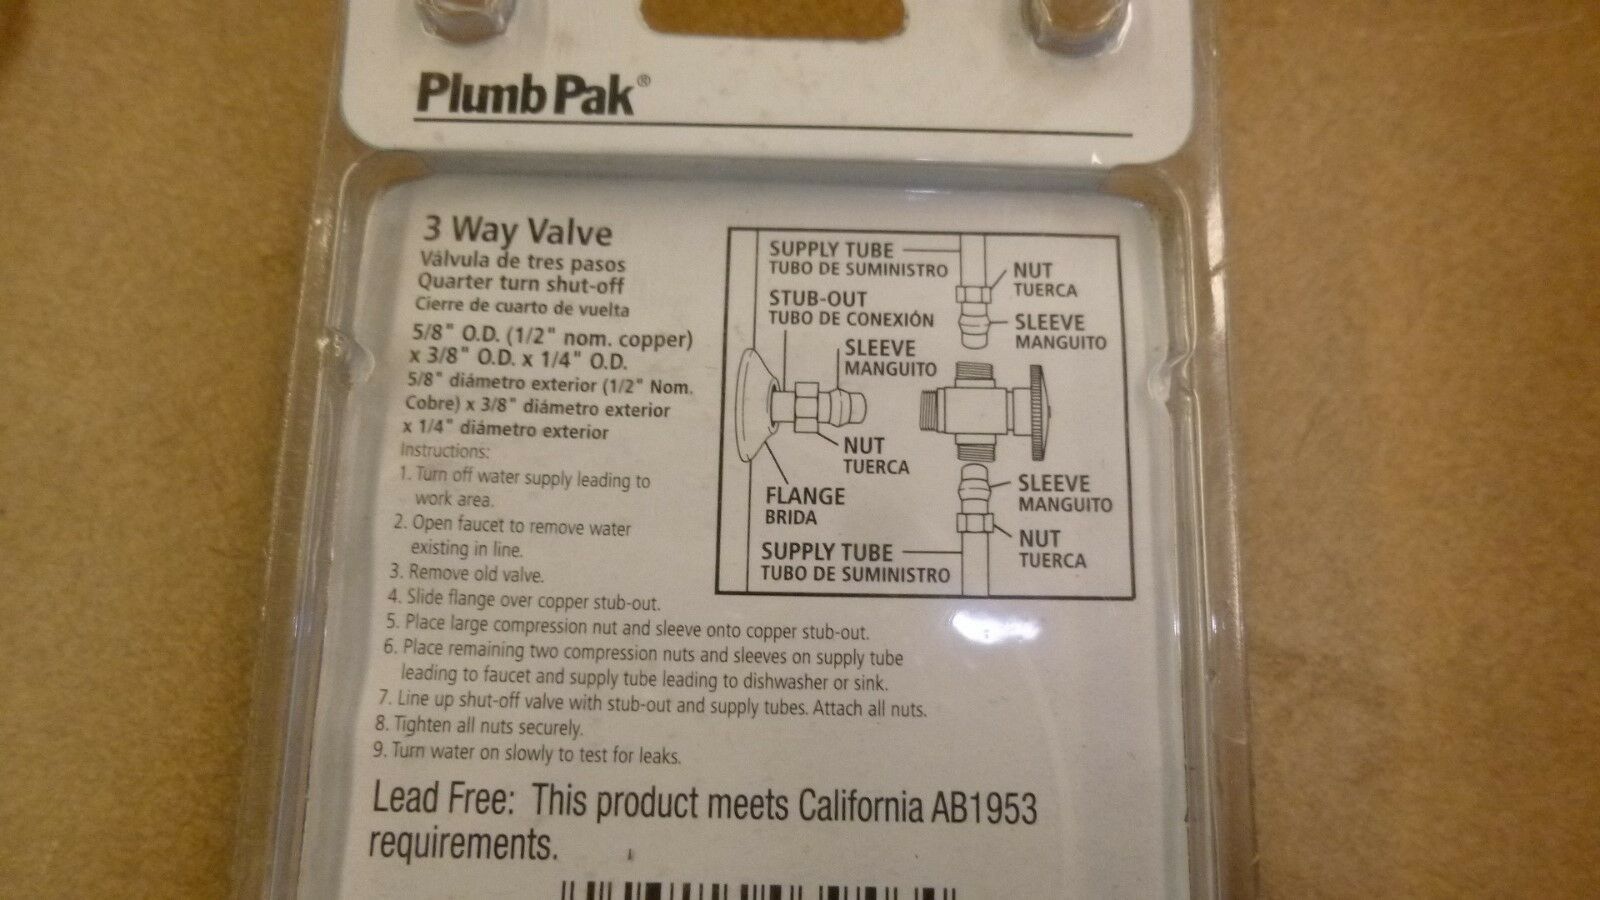 Plumb Pak®
3 Way Valve
Válvula de tres pasos
Quarter turn shut-off
Cierre de cuarto de vuelta
5/8" O.D. (1/2" nom. copper)
x 3/8" O.D. x 1/4" O.D.
5/8" diámetro exterior (1/2" Nom.
Cobre) x 3/8" diámetro exterior
x 1/4" diámetro exterior
Instructions:
1. Turn off water supply leading to
work area.
2. Open faucet to remove water
existing in line.
3. Remove old valve.
4. Slide flange over copper stub-out.
5. Place large compression nut and sleeve onto copper stub-out.
6. Place remaining two compression nuts and sleeves on supply tube
leading to faucet and supply tube leading to dishwasher or sink.
7. Line up shut-off valve with stub-out and supply tubes. Attach all nuts.
8. Tighten all nuts securely.
9. Turn water on slowly to test for leaks.
SUPPLY TUBE
TUBO DE SUMINISTRO
NUT
TUERCA
STUB-OUT
TUBO DE CONEXIÓN
SLEEVE
MANGUITO
SLEEVE
MANGUITO
NUT
TUERCA
FLANGE
BRIDA
SLEEVE
MANGUITO
SUPPLY TUBE
TUBO DE SUMINISTRO
NUT
TUERCA
Lead Free: This product meets California AB1953
requirements.